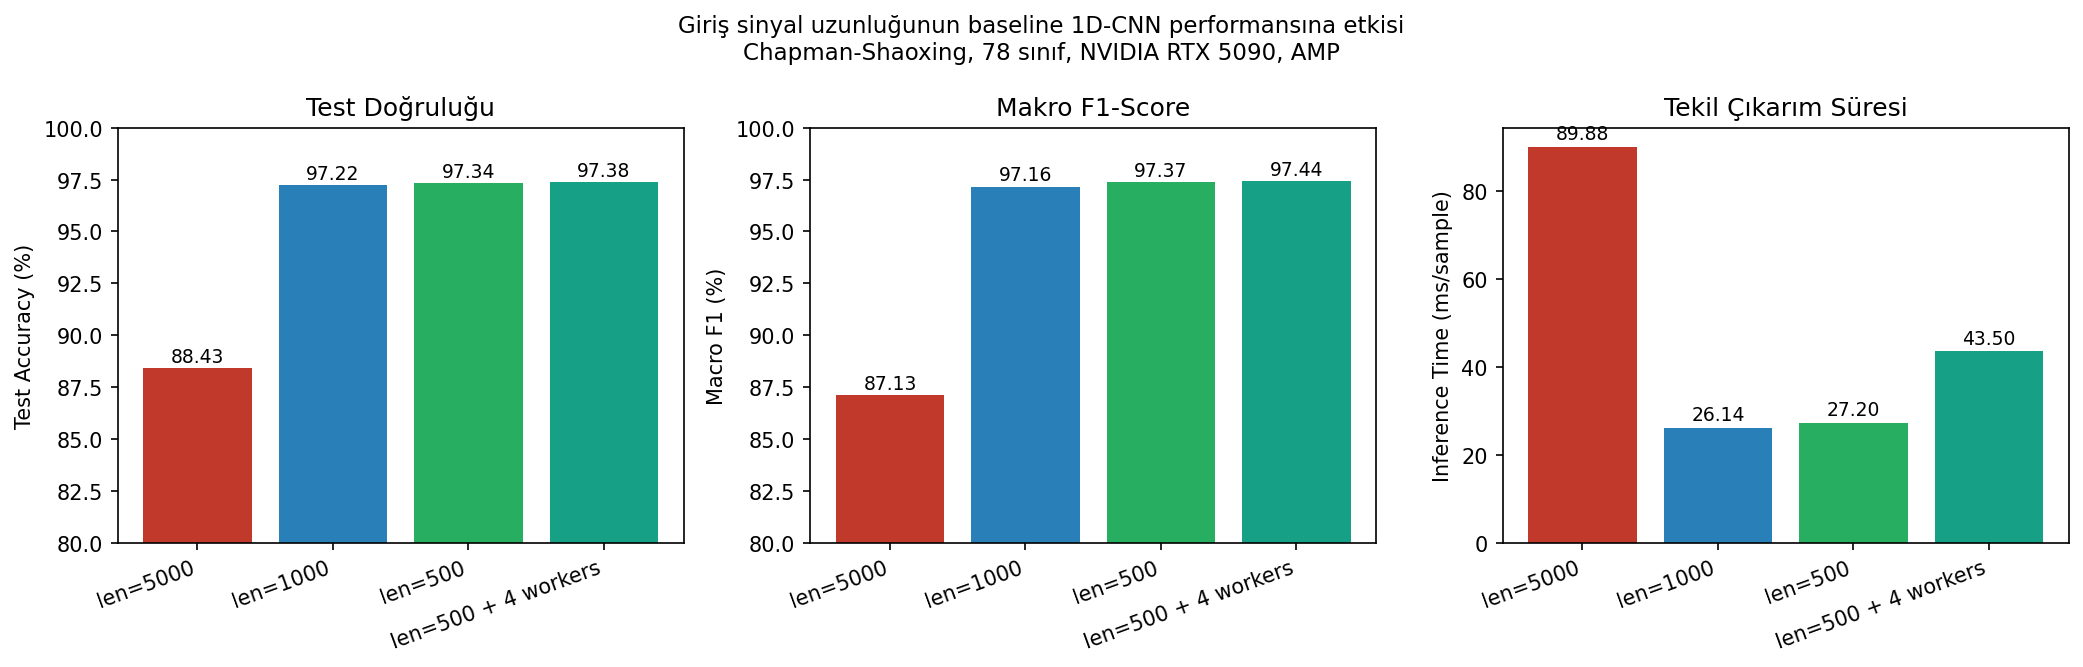 Giriş sinyal uzunluğunun baseline 1D-CNN performansına etkisi
Chapman-Shaoxing, 78 sınıf, NVIDIA RTX 5090, AMP
Test Doğruluğu
Test Accuracy (%)
100.0
97.5
95.0
92.5
90.0
87.5
85.0
82.5
80.0
88.43
97.22
97.34
97.38
len=5000
len=1000
len=500
len=500 + 4 workers
Makro F1-Score
Macro F1 (%)
100.0
97.5
95.0
92.5
90.0
87.5
85.0
82.5
80.0
87.13
97.16
97.37
97.44
len=5000
len=1000
len=500
len=500 + 4 workers
Tekil Çıkarım Süresi
Inference Time (ms/sample)
80
60
40
20
0
89.88
26.14
27.20
43.50
len=5000
len=1000
len=500
len=500 + 4 workers